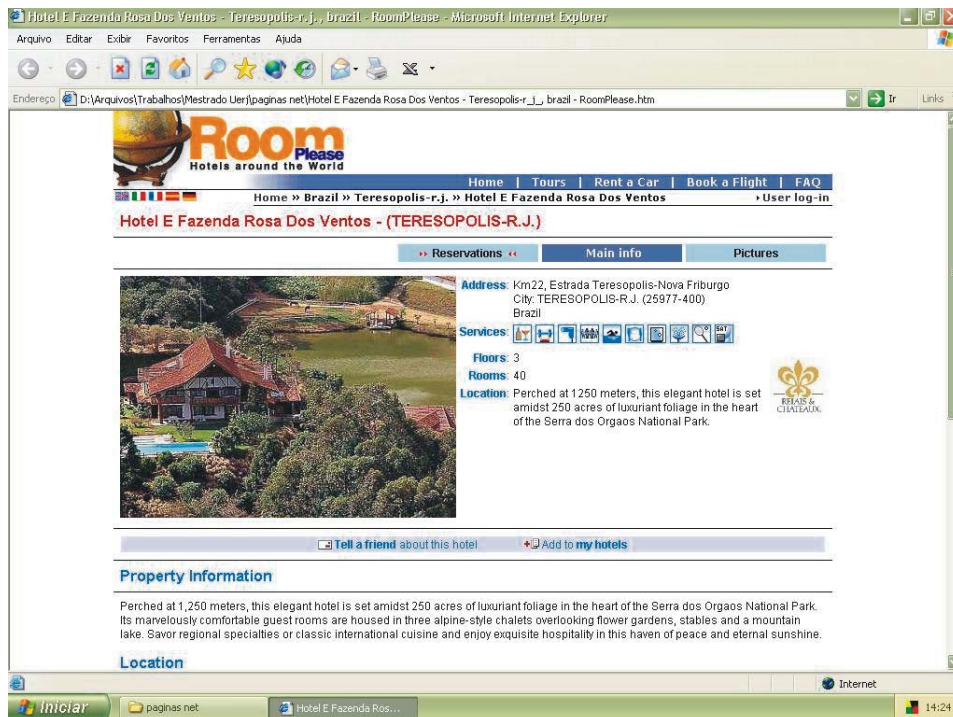 Hotel E Fazenda Rosa Dos Ventos - Teresopolis-r.j., brazil - RoomPlease - Microsoft Internet Explorer
Arquivo Editar Exibir Favoritos Ferramentas Ajuda
Endereço D:\Arquivos\Trabalhos\Mestrado Uerj\paginas net\Hotel E Fazenda Rosa Dos Ventos - Teresopolis-r_j_, brazil - RoomPlease.htm Ir Links
Room
Please
Hotels around the World
Home | Tours | Rent a Car | Book a Flight | FAQ
Home » Brazil » Teresopolis-r.j. » Hotel E Fazenda Rosa Dos Ventos User log-in
Hotel E Fazenda Rosa Dos Ventos - (TERESOPOLIS-R.J.)
Reservations Main info Pictures
Address: Km22, Estrada Teresopolis-Nova Friburgo
City: TERESOPOLIS-R.J. (25977-400)
Brazil
Services:
SAT
Floors: 3
Rooms: 40
Location: Perched at 1250 meters, this elegant hotel is set
amidst 250 acres of luxuriant foliage in the heart
of the Serra dos Orgaos National Park.
RELAIS &
CHATEAUX
Tell a friend about this hotel Add to my hotels
Property Information
Perched at 1,250 meters, this elegant hotel is set amidst 250 acres of luxuriant foliage in the heart of the Serra dos Orgaos National Park.
Its marvelously comfortable guest rooms are housed in three alpine-style chalets overlooking flower gardens, stables and a mountain
lake. Savor regional specialties or classic international cuisine and enjoy exquisite hospitality in this haven of peace and eternal sunshine.
Location
Internet
Iniciar paginas net Hotel E Fazenda Ros... 14:24